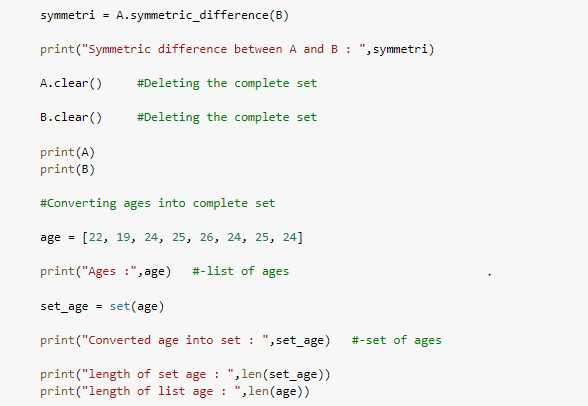 symmetri = A.symmetric_difference(B)
print("Symmetric difference between A and B : ",symmetri)
A.clear()     #Deleting the complete set
B.clear()     #Deleting the complete set
print(A)
print(B)
#Converting ages into complete set
age = [22, 19, 24, 25, 26, 24, 25, 24]
print("Ages :",age)   #-list of ages
set_age = set(age)
print("Converted age into set : ",set_age)   #-set of ages
print("length of set age : ",len(set_age))
print("length of list age : ",len(age))